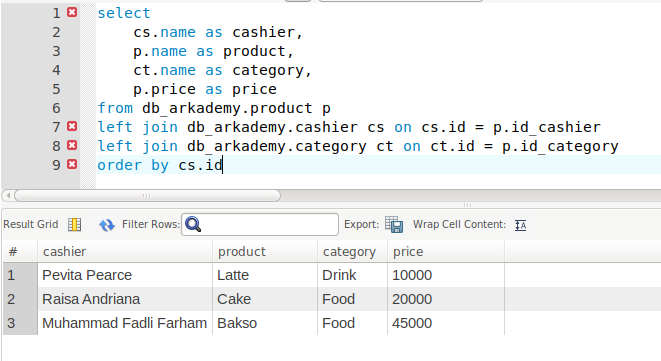 1 select
2 cs.name as cashier,
3 p.name as product,
4 ct.name as category,
5 p.price as price
6 from db_arkademy.product p
7 left join db_arkademy.cashier cs on cs.id = p.id_cashier
8 left join db_arkademy.category ct on ct.id = p.id_category
9 order by cs.id
Result Grid Filter Rows: Export: Wrap Cell Content:
# cashier product category price
1 Pevita Pearce Latte Drink 10000
2 Raisa Andriana Cake Food 20000
3 Muhammad Fadli Farham Bakso Food 45000